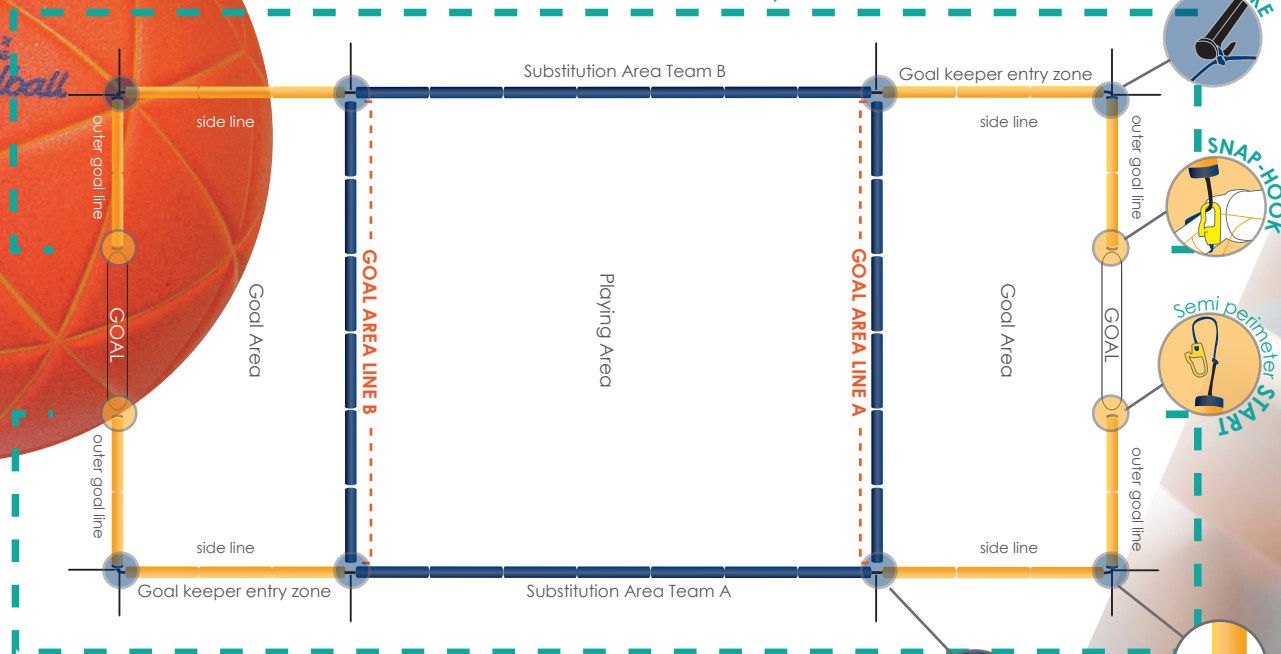 Substitution Area Team B
Goal keeper entry zone
side line
side line
outer goal line
outer goal line
SNAP-HOOK
GOAL
Goal Area
GOAL AREA LINE B
Playing Area
GOAL AREA LINE A
Goal Area
GOAL
Semi perimeter START
outer goal line
outer goal line
side line
side line
Goal keeper entry zone
Substitution Area Team A